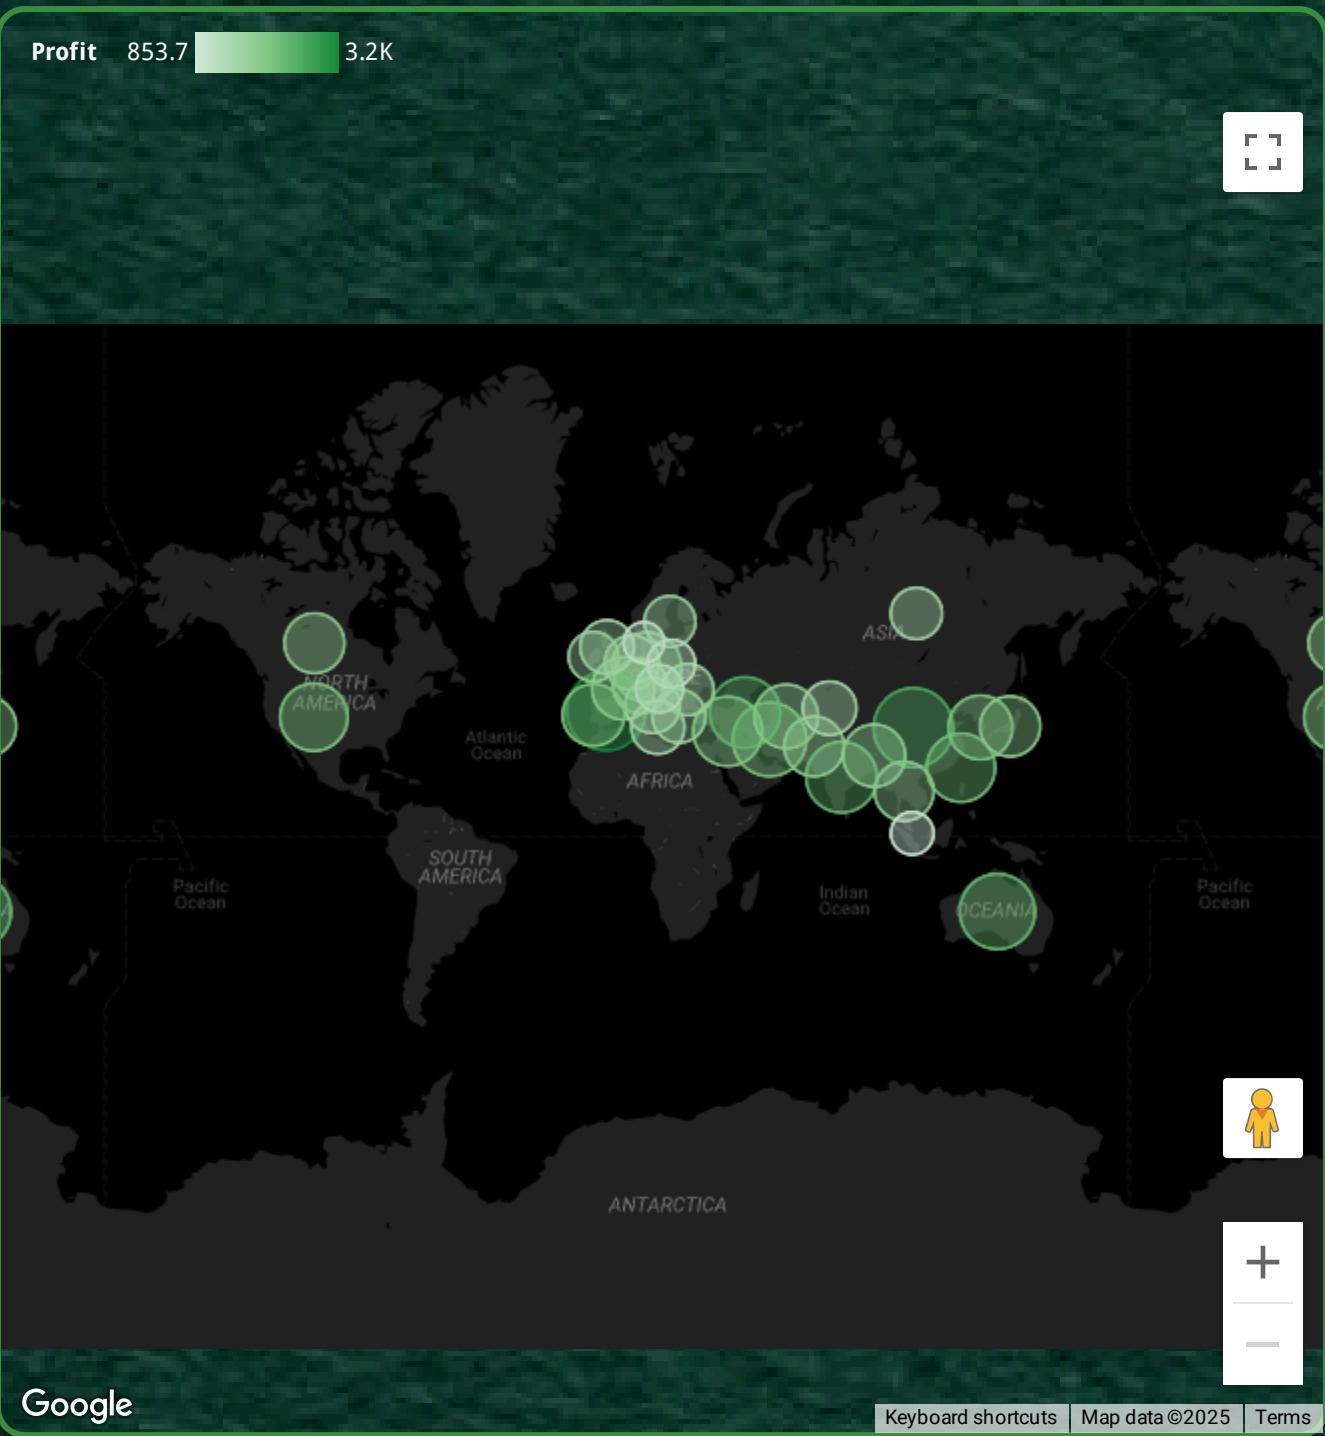 Profit 853.7 3.2K
ASIA
NORTH
AMERICA
Atlantic
Ocean
AFRICA
SOUTH
AMERICA
Pacific
Ocean
Indian
Ocean
OCEANIA
Pacific
Ocean
ANTARCTICA
Google
Keyboard shortcuts
Map data ©2025
Terms